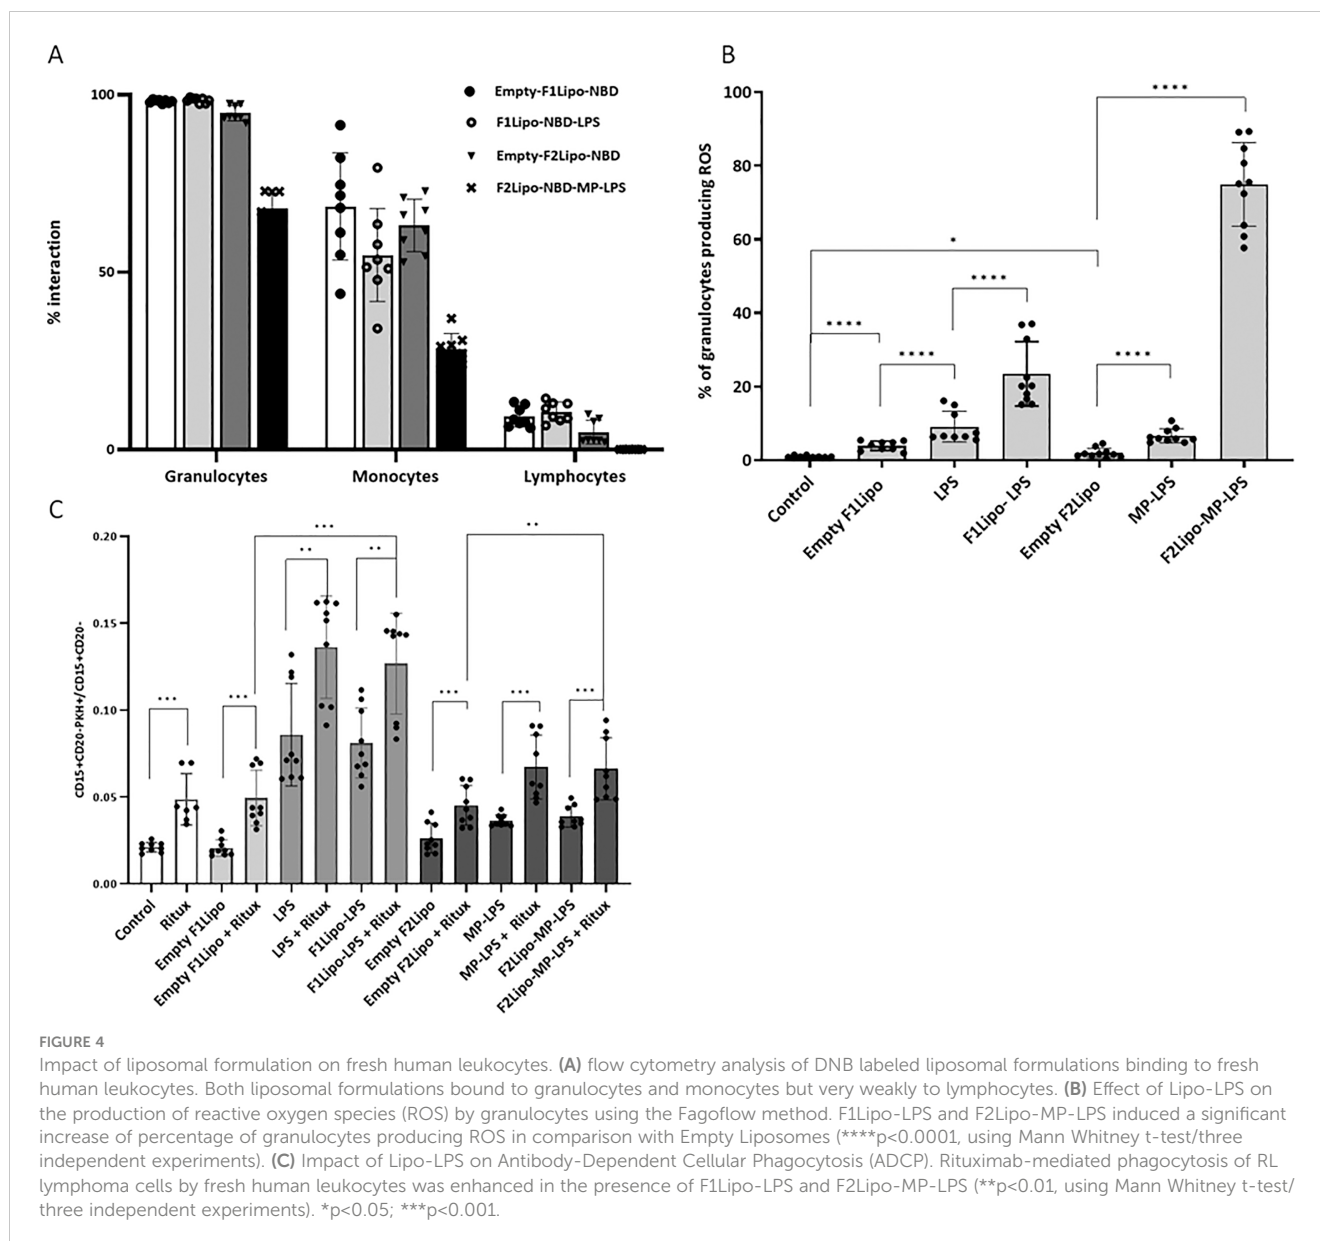 A
100
50
0
% interaction
Empty-F1Lipo-NBD
F1Lipo-NBD-LPS
Empty-F2Lipo-NBD
F2Lipo-NBD-MP-LPS
Granulocytes
Monocytes
Lymphocytes
B
100
80
60
40
20
0
% of granulocytes producing ROS
****
*
****
****
****
****
Control
Empty F1Lipo
LPS
F1Lipo- LPS
Empty F2Lipo
MP-LPS
F2Lipo-MP-LPS
C
0.20
0.15
0.10
0.05
0.00
CD15+CD20-PKH+/CD15+CD20-
***
**
**
**
***
***
***
***
***
Control
Ritux
Empty F1Lipo
Empty F1Lipo + Ritux
LPS
LPS + Ritux
F1Lipo-LPS
F1Lipo-LPS + Ritux
Empty F2Lipo
Empty F2Lipo + Ritux
MP-LPS
MP-LPS + Ritux
F2Lipo-MP-LPS
F2Lipo-MP-LPS + Ritux
FIGURE 4
Impact of liposomal formulation on fresh human leukocytes. (A) flow cytometry analysis of DNB labeled liposomal formulations binding to fresh
human leukocytes. Both liposomal formulations bound to granulocytes and monocytes but very weakly to lymphocytes. (B) Effect of Lipo-LPS on
the production of reactive oxygen species (ROS) by granulocytes using the Fagoflow method. F1Lipo-LPS and F2Lipo-MP-LPS induced a significant
increase of percentage of granulocytes producing ROS in comparison with Empty Liposomes (****p<0.0001, using Mann Whitney t-test/three
independent experiments). (C) Impact of Lipo-LPS on Antibody-Dependent Cellular Phagocytosis (ADCP). Rituximab-mediated phagocytosis of RL
lymphoma cells by fresh human leukocytes was enhanced in the presence of F1Lipo-LPS and F2Lipo-MP-LPS (**p<0.01, using Mann Whitney t-test/
three independent experiments). *p<0.05; ***p<0.001.